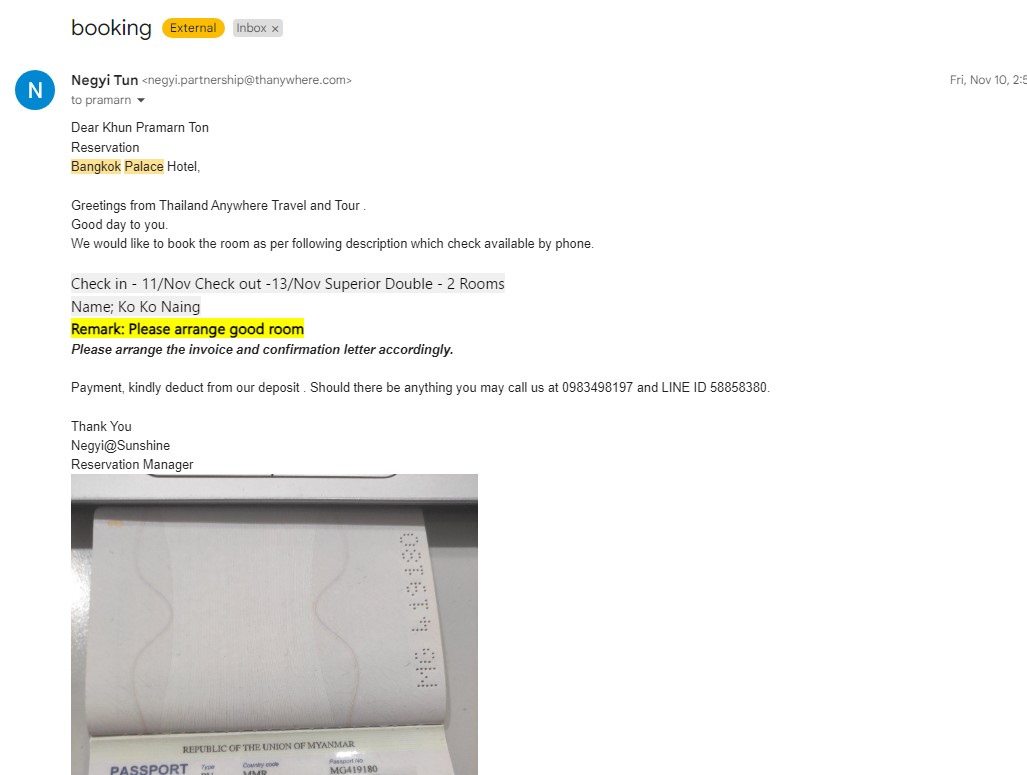 booking External Inbox ×
N
Negyi Tun <negyi.partnership@thanywhere.com>
Fri, Nov 10, 2:5
to pramarn
Dear Khun Pramarn Ton
Reservation
Bangkok Palace Hotel,
Greetings from Thailand Anywhere Travel and Tour .
Good day to you.
We would like to book the room as per following description which check available by phone.
Check in - 11/Nov Check out -13/Nov Superior Double - 2 Rooms
Name; Ko Ko Naing
Remark: Please arrange good room
Please arrange the invoice and confirmation letter accordingly.
Payment, kindly deduct from our deposit . Should there be anything you may call us at 0983498197 and LINE ID 58858380.
Thank You
Negyi@Sunshine
Reservation Manager
MG419180
REPUBLIC OF THE UNION OF MYANMAR
PASSPORT Type Country code Passport No
MMR MG419180